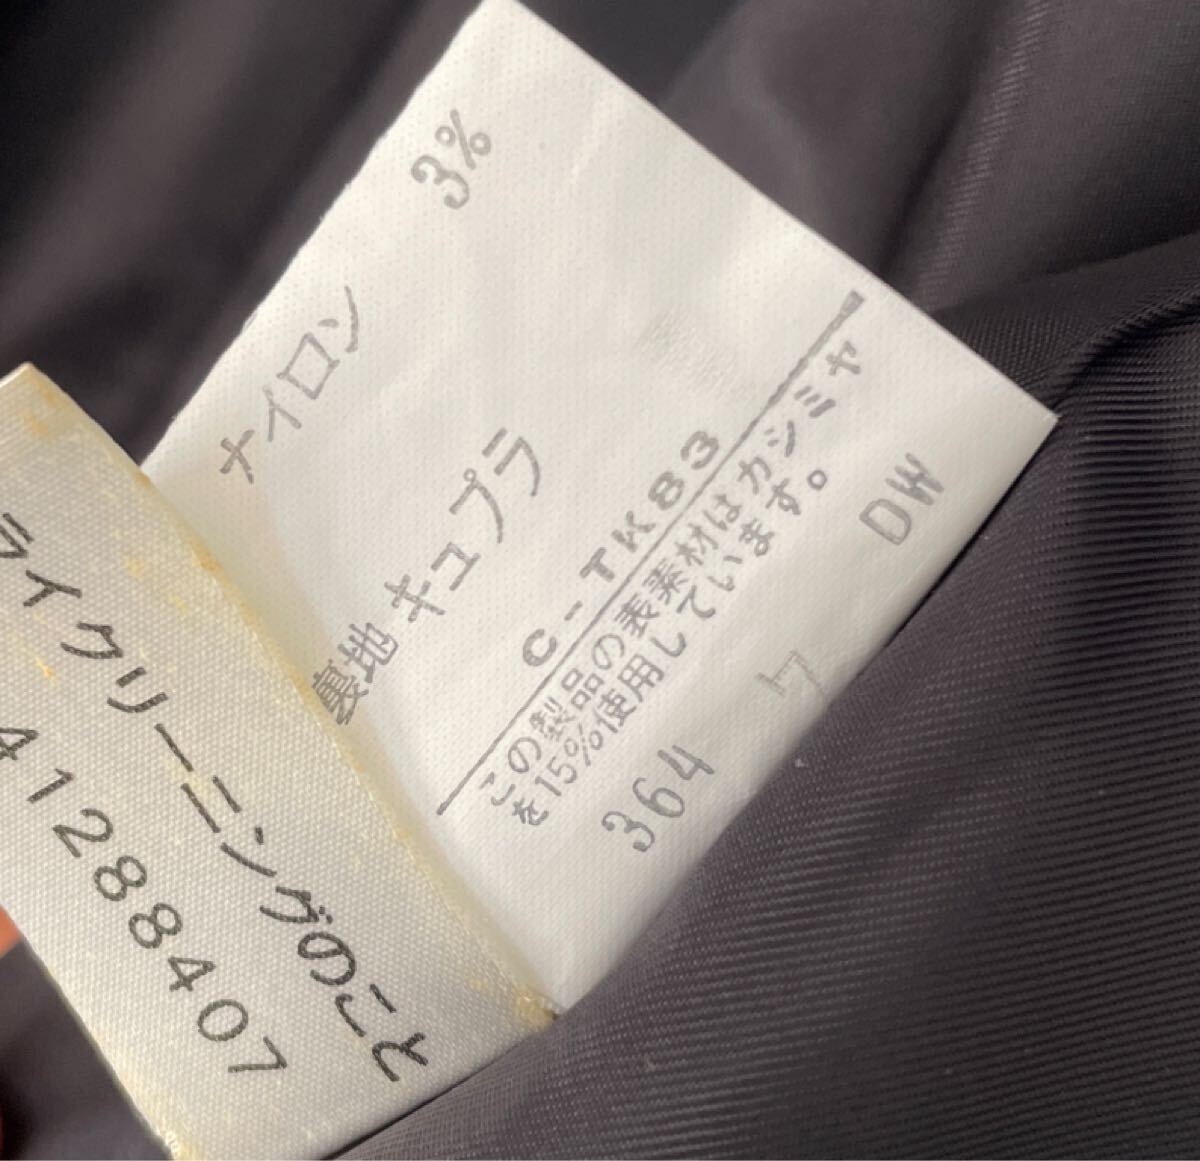 ナイロン 3%
裏地 キュプラ
C-TK83
この製品の表素材はカシミヤ
を15%使用しています。
364 ワ DW
ライクリーニングのこと
41288407